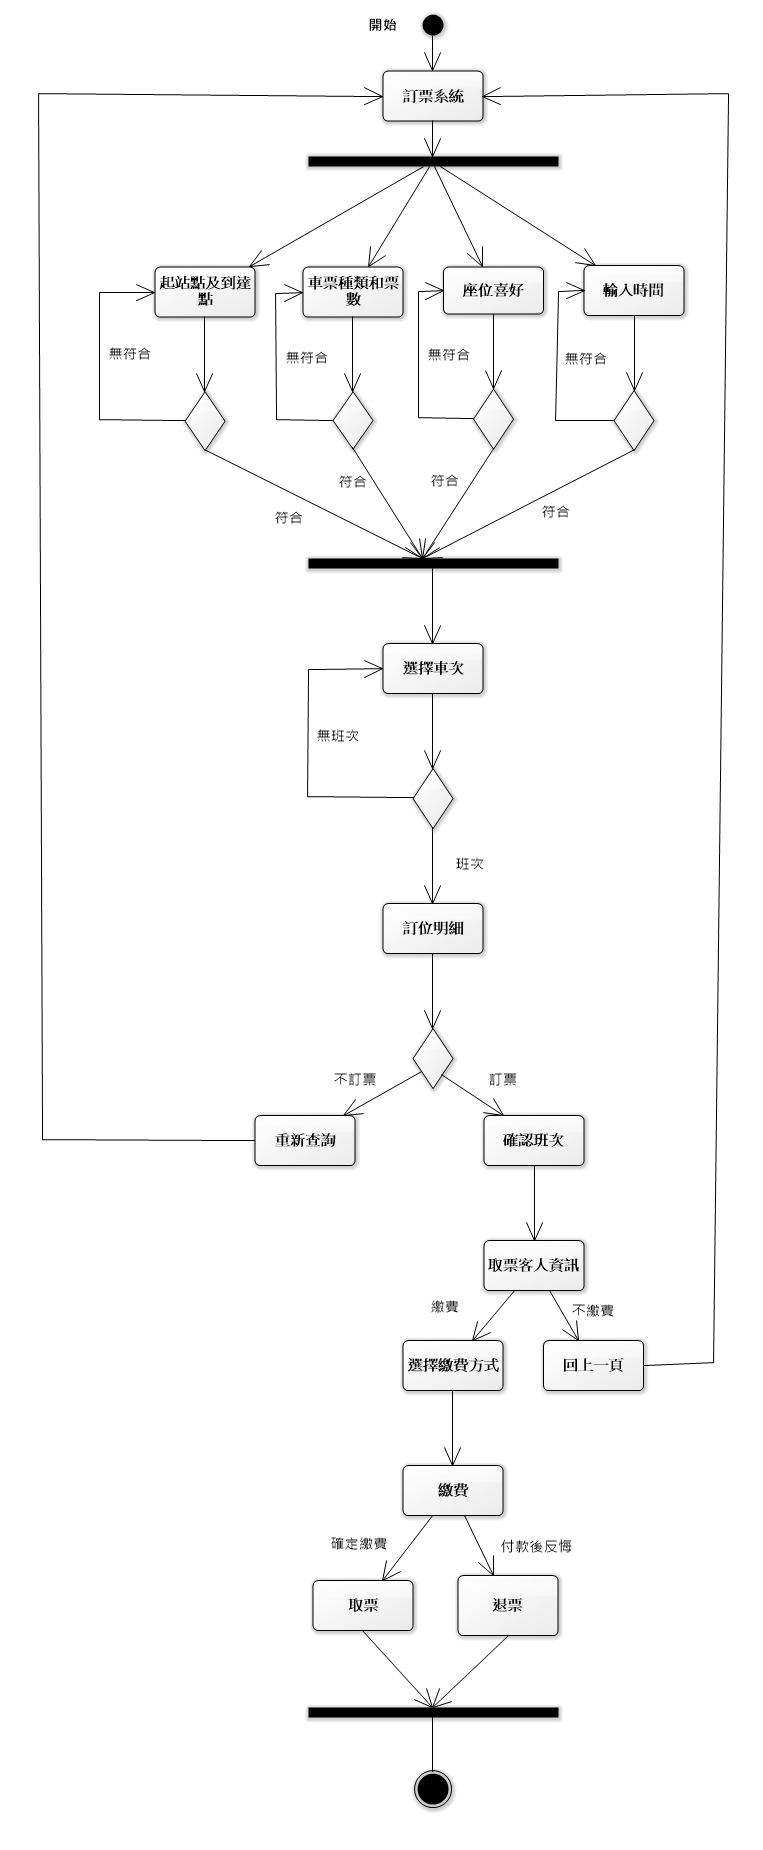 開始
訂票系統
起站點及到達
點
車票種類和票
數
座位喜好
輸入時間
無符合
無符合
無符合
無符合
符合
符合
符合
符合
選擇車次
無班次
班次
訂位明細
不訂票
訂票
重新查詢
確認班次
取票客人資訊
繳費
不繳費
選擇繳費方式
回上一頁
繳費
確定繳費
付款後反悔
取票
退票